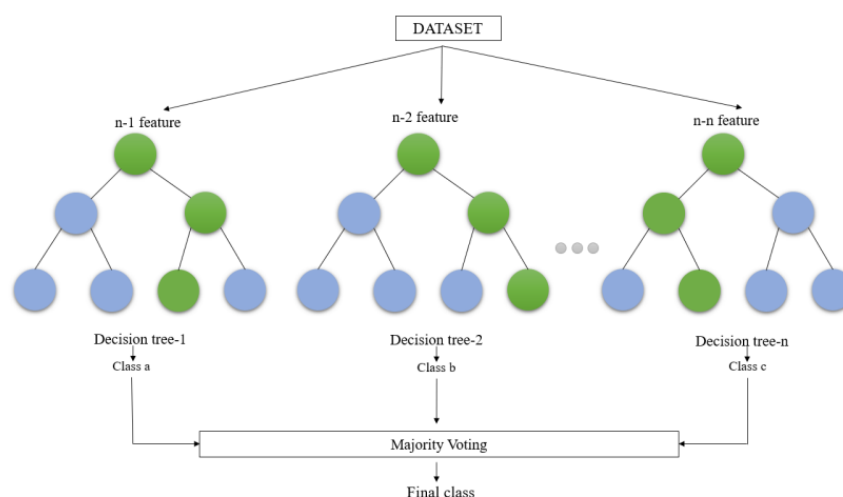 DATASET
n-1 feature
n-2 feature
n-n feature
Decision tree-1
Decision tree-2
Decision tree-n
Class a
Class b
Class c
Majority Voting
Final class